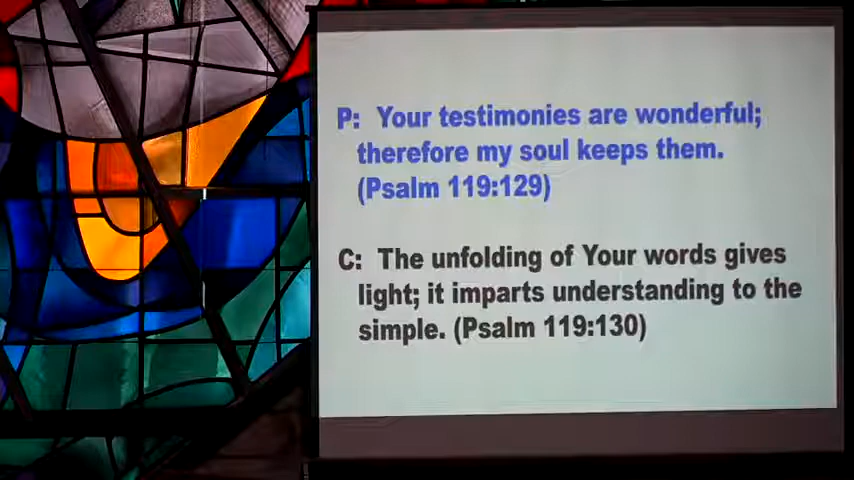 P: Your testimonies are wonderful;
therefore my soul keeps them.
(Psalm 119:129)
C: The unfolding of Your words gives
light; it imparts understanding to the
simple. (Psalm 119:130)